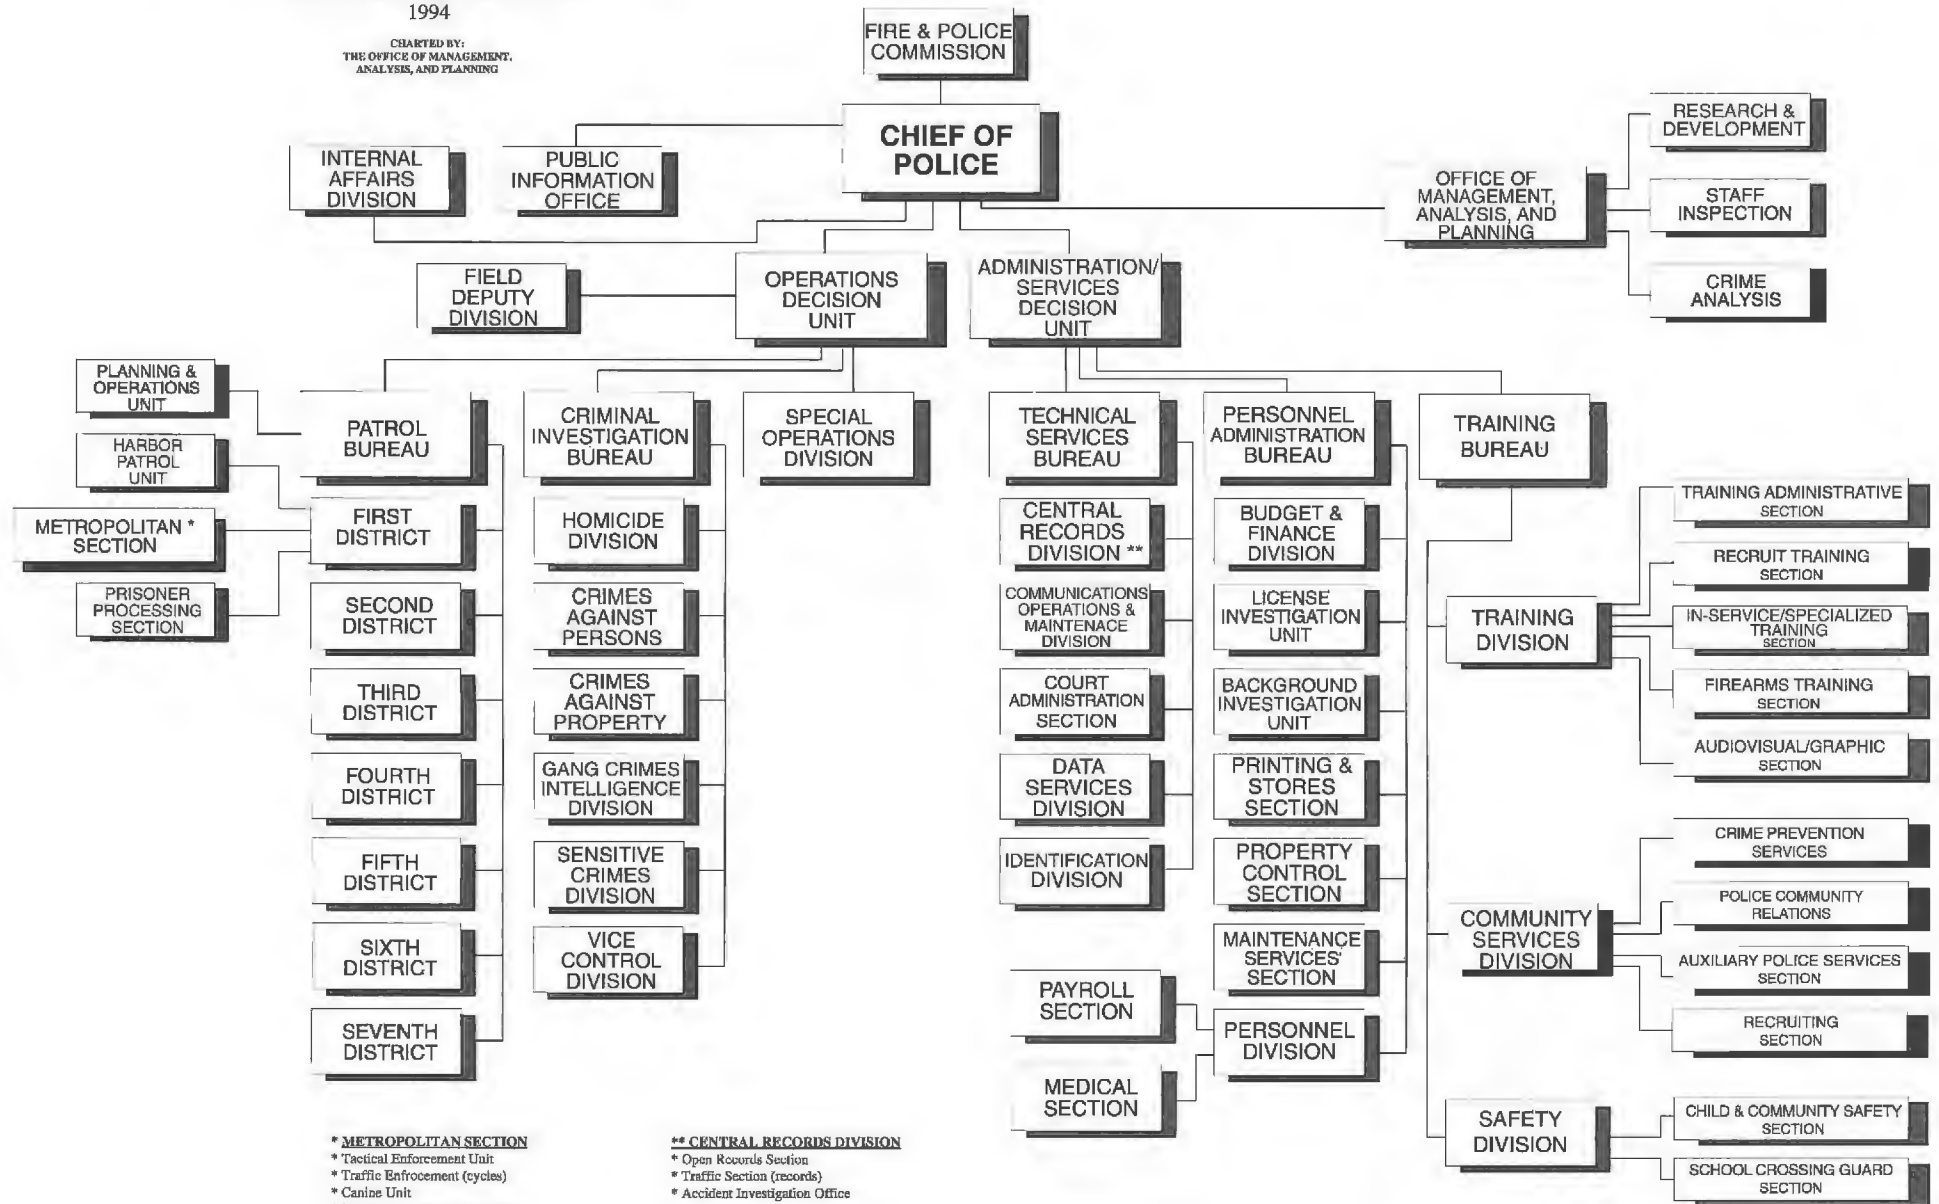 1994
CHARTED BY:
THE OFFICE OF MANAGEMENT,
ANALYSIS, AND PLANNING
FIRE & POLICE
COMMISSION
CHIEF OF
POLICE
INTERNAL
AFFAIRS
DIVISION
PUBLIC
INFORMATION
OFFICE
OFFICE OF
MANAGEMENT,
ANALYSIS, AND
PLANNING
RESEARCH &
DEVELOPMENT
STAFF
INSPECTION
CRIME
ANALYSIS
FIELD
DEPUTY
DIVISION
OPERATIONS
DECISION
UNIT
ADMINISTRATION/
SERVICES
DECISION
UNIT
PLANNING &
OPERATIONS
UNIT
HARBOR
PATROL
UNIT
METROPOLITAN *
SECTION
PRISONER
PROCESSING
SECTION
PATROL
BUREAU
FIRST
DISTRICT
SECOND
DISTRICT
THIRD
DISTRICT
FOURTH
DISTRICT
FIFTH
DISTRICT
SIXTH
DISTRICT
SEVENTH
DISTRICT
CRIMINAL
INVESTIGATION
BUREAU
HOMICIDE
DIVISION
CRIMES
AGAINST
PERSONS
CRIMES
AGAINST
PROPERTY
GANG CRIMES
INTELLIGENCE
DIVISION
SENSITIVE
CRIMES
DIVISION
VICE
CONTROL
DIVISION
SPECIAL
OPERATIONS
DIVISION
TECHNICAL
SERVICES
BUREAU
CENTRAL
RECORDS
DIVISION **
COMMUNICATIONS
OPERATIONS &
MAINTENACE
DIVISION
COURT
ADMINISTRATION
SECTION
DATA
SERVICES
DIVISION
IDENTIFICATION
DIVISION
PERSONNEL
ADMINISTRATION
BUREAU
BUDGET &
FINANCE
DIVISION
LICENSE
INVESTIGATION
UNIT
BACKGROUND
INVESTIGATION
UNIT
PRINTING &
STORES
SECTION
PROPERTY
CONTROL
SECTION
MAINTENANCE
SERVICES'
SECTION
PERSONNEL
DIVISION
PAYROLL
SECTION
MEDICAL
SECTION
TRAINING
BUREAU
TRAINING
DIVISION
TRAINING ADMINISTRATIVE
SECTION
RECRUIT TRAINING
SECTION
IN-SERVICE/SPECIALIZED
TRAINING
SECTION
FIREARMS TRAINING
SECTION
AUDIOVISUAL/GRAPHIC
SECTION
COMMUNITY
SERVICES
DIVISION
CRIME PREVENTION
SERVICES
POLICE COMMUNITY
RELATIONS
AUXILIARY POLICE SERVICES
SECTION
RECRUITING
SECTION
SAFETY
DIVISION
CHILD & COMMUNITY SAFETY
SECTION
SCHOOL CROSSING GUARD
SECTION
* METROPOLITAN SECTION
* Tactical Enforcement Unit
* Traffic Enfrocement (cycles)
* Canine Unit
** CENTRAL RECORDS DIVISION
* Open Records Section
* Traffic Section (records)
* Accident Investigation Office